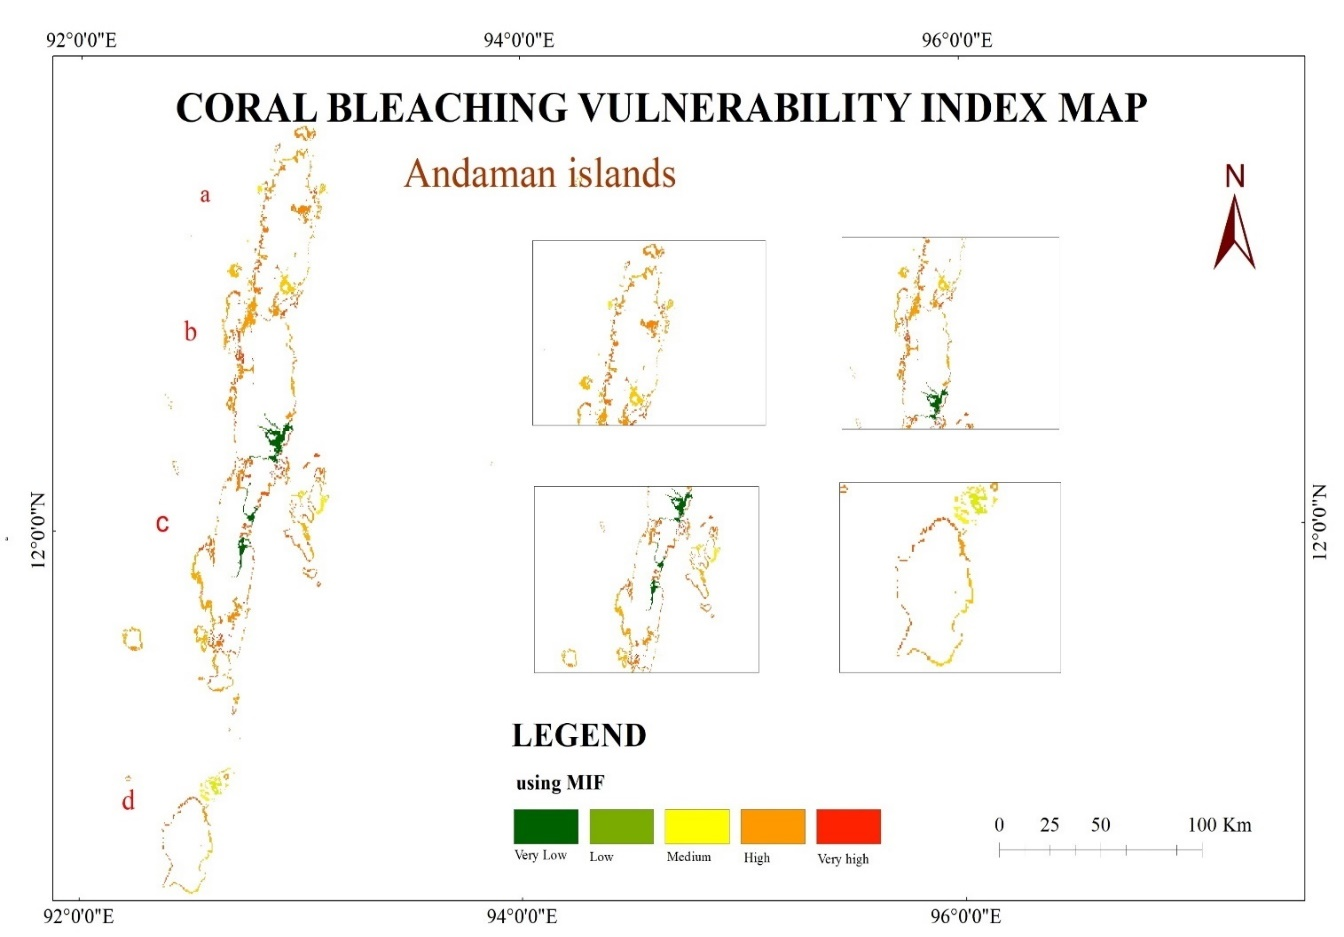 92°0'0"E 94°0'0"E 96°0'0"E
CORAL BLEACHING VULNERABILITY INDEX MAP
Andaman islands
N
a
b
c
d
12°0'0"N
12°0'0"N
LEGEND
using MIF
Very Low Low Medium High Very high
0 25 50 100 Km
92°0'0"E 94°0'0"E 96°0'0"E